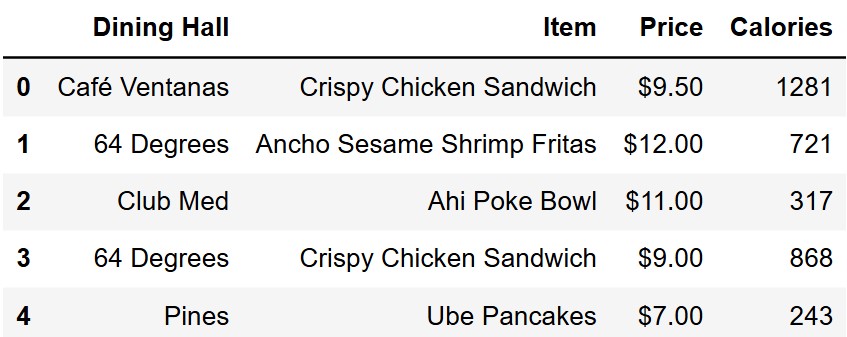 Dining Hall Item Price Calories
0 Café Ventanas Crispy Chicken Sandwich $9.50 1281
1 64 Degrees Ancho Sesame Shrimp Fritas $12.00 721
2 Club Med Ahi Poke Bowl $11.00 317
3 64 Degrees Crispy Chicken Sandwich $9.00 868
4 Pines Ube Pancakes $7.00 243